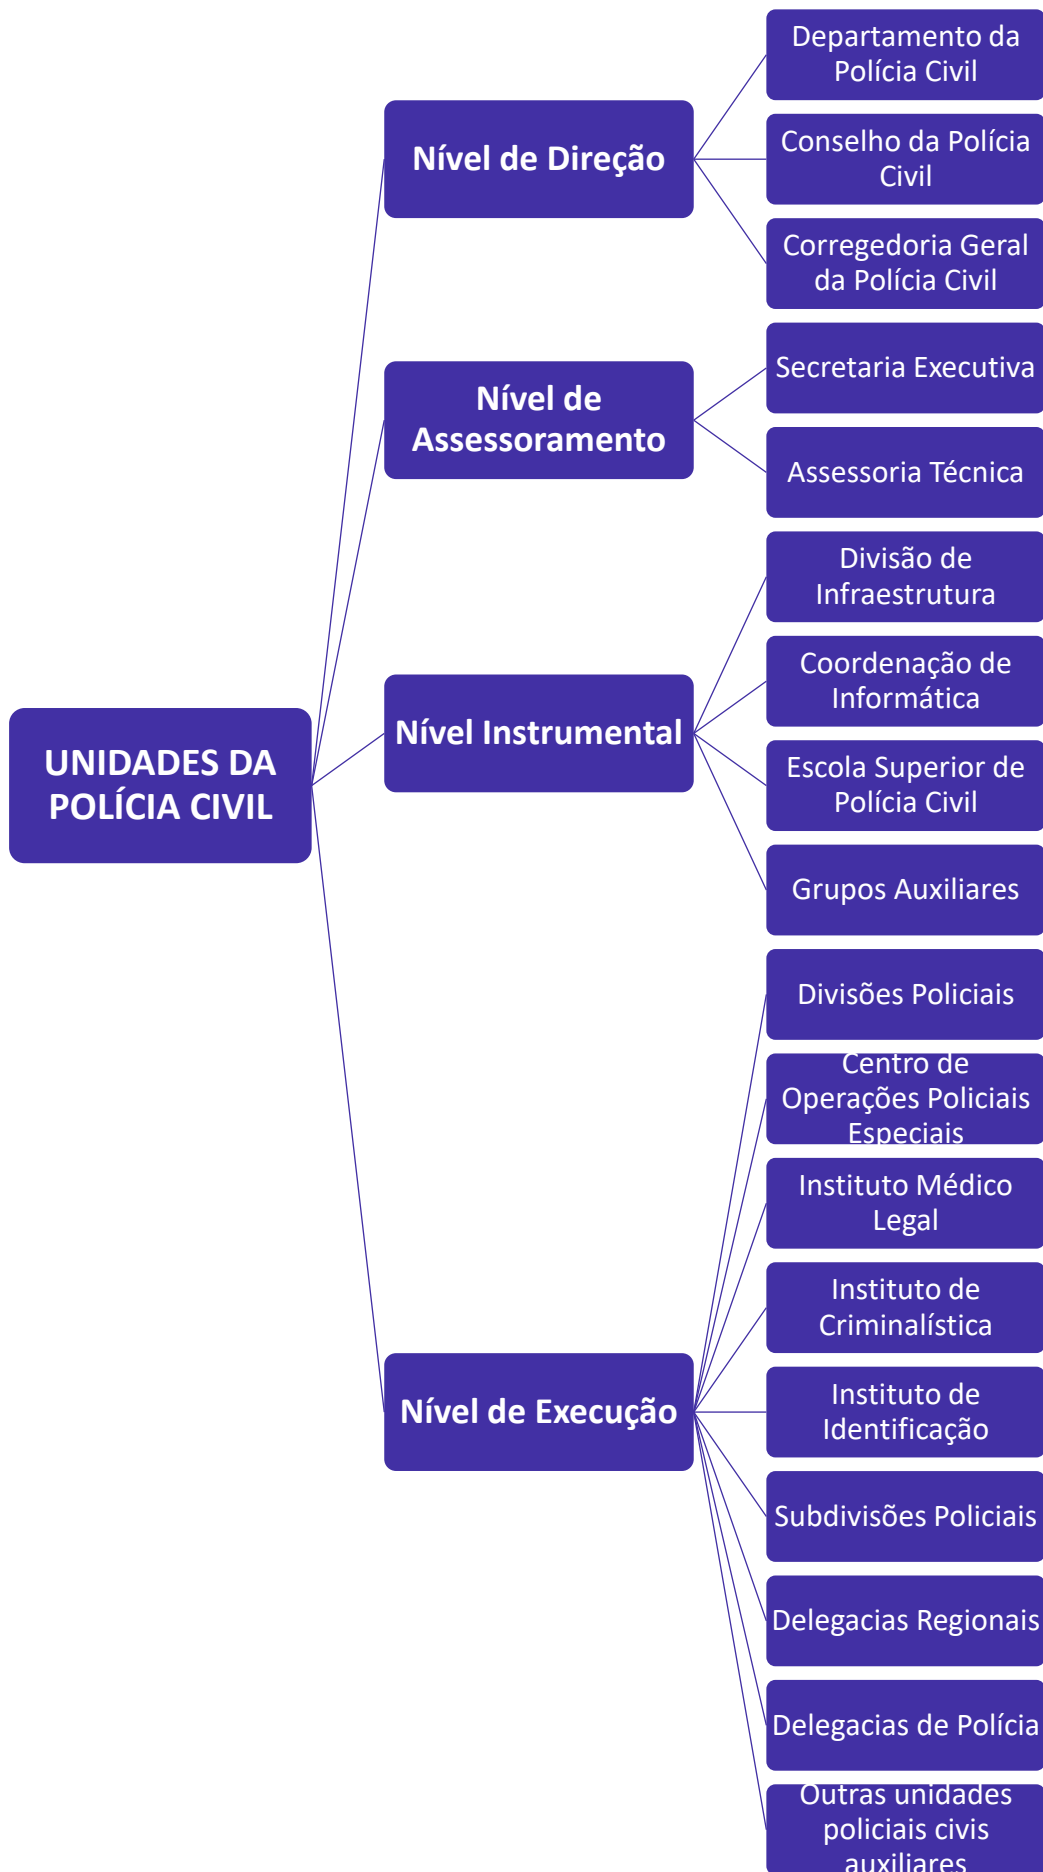 UNIDADES DA
POLÍCIA CIVIL
Nível de Direção
Departamento da
Polícia Civil
Conselho da Polícia
Civil
Corregedoria Geral
da Polícia Civil
Nível de
Assessoramento
Secretaria Executiva
Assessoria Técnica
Nível Instrumental
Divisão de
Infraestrutura
Coordenação de
Informática
Escola Superior de
Polícia Civil
Grupos Auxiliares
Nível de Execução
Divisões Policiais
Centro de
Operações Policiais
Especiais
Instituto Médico
Legal
Instituto de
Criminalística
Instituto de
Identificação
Subdivisões Policiais
Delegacias Regionais
Delegacias de Polícia
Outras unidades
policiais civis
auxiliares